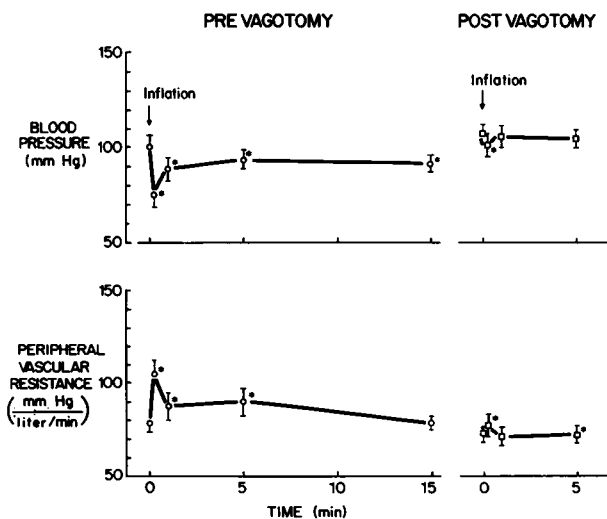 PRE VAGOTOMY
POST VAGOTOMY
150
Inflation
Inflation
BLOOD
PRESSURE
(mm Hg)
100
50
150
PERIPHERAL
VASCULAR
RESISTANCE
(mm Hg
liter/min)
100
50
0
5
10
15
0
5
TIME (min)
* * * *
*
* * *
* *